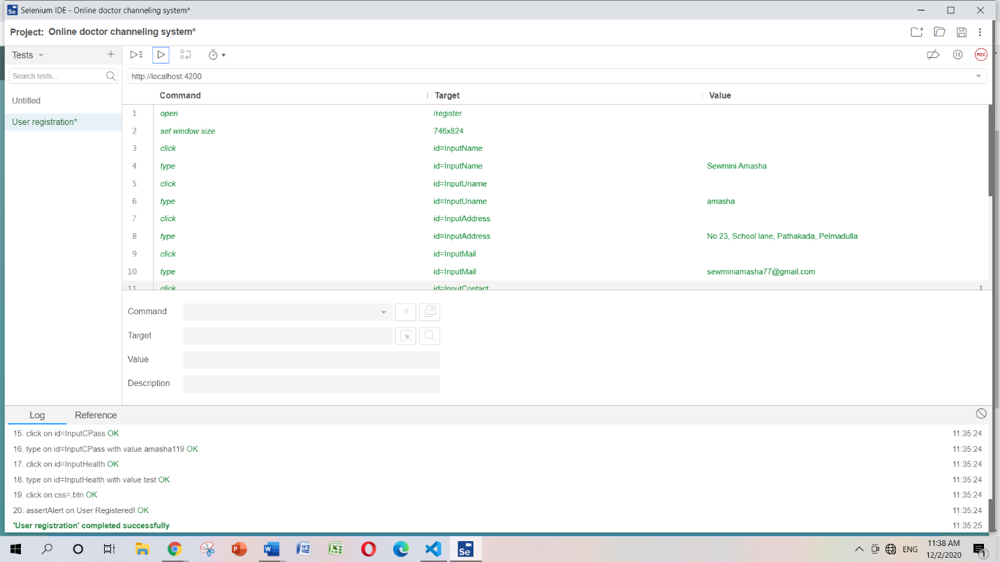 Selenium IDE - Online doctor channeling system*
Project: Online doctor channeling system*
Tests
Search tests...
Untitled
User registration*
REC
http://localhost:4200
Command Target Value
1 open /register
2 set window size 746x824
3 click id=InputName
4 type id=InputName Sewmini Amasha
5 click id=InputUname
6 type id=InputUname amasha
7 click id=InputAddress
8 type id=InputAddress No 23, School lane, Pathakada, Pelmadulla
9 click id=InputMail
10 type id=InputMail sewminiamasha77@gmail.com
11 click id=InputContact
Command //
Target
Value
Description
Log Reference
15. click on id=InputCPass OK 11:35:24
16. type on id=InputCPass with value amasha119 OK 11:35:24
17. click on id=InputHealth OK 11:35:24
18. type on id=InputHealth with value test OK 11:35:24
19. click on css=.btn OK 11:35:24
20. assertAlert on User Registered! OK 11:35:24
'User registration' completed successfully 11:35:25
ENG
11:38 AM
12/2/2020
1